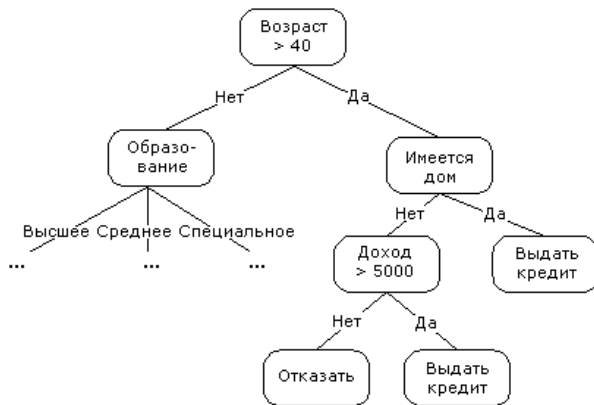 Возраст
> 40
Нет
Да
Образо-
вание
Имеется
дом
Высшее Среднее Специальное
Нет
Да
... ... ...
Доход
> 5000
Выдать
кредит
Нет
Да
Отказать
Выдать
кредит